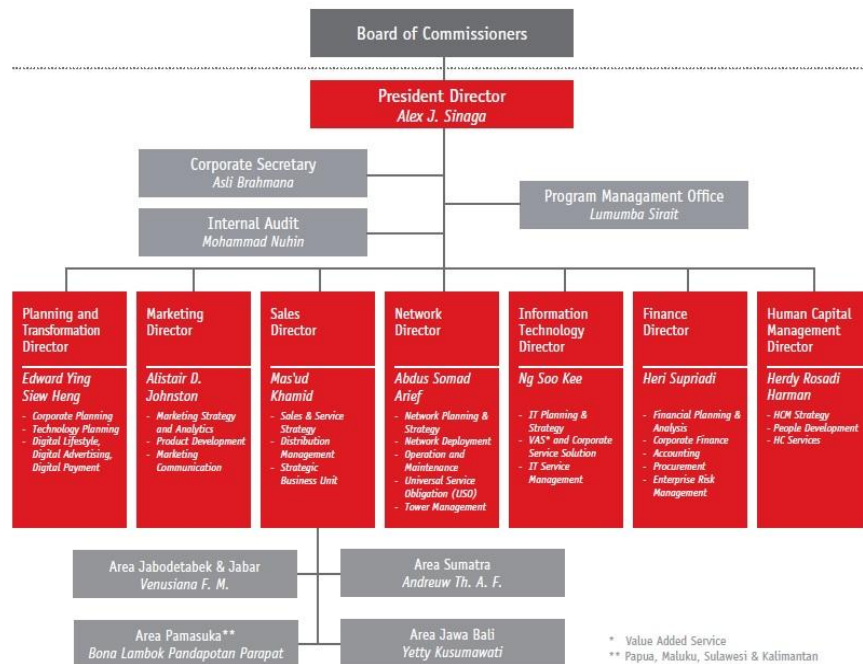 Board of Commissioners
President Director
Alex J. Sinaga
Corporate Secretary
Asli Brahmana
Program Managament Office
Lumumba Sirait
Internal Audit
Mohammad Nuhin
Planning and
Transformation
Director
Edward Ying
Siew Heng
- Corporate Planning
- Technology Planning
- Digital Lifestyle,
Digital Advertising,
Digital Payment
Marketing
Director
Alistair D.
Johnston
- Marketing Strategy
and Analytics
- Product Development
- Marketing
Communication
Sales
Director
Mas'ud
Khamid
- Sales & Service
Strategy
- Distribution
Management
- Strategic
Business Unit
Network
Director
Abdus Somad
Arief
- Network Planning &
Strategy
- Network Deployment
- Operation and
Maintenance
- Universal Service
Obligation (USO)
- Tower Management
Information
Technology
Director
Ng Soo Kee
- IT Planning &
Strategy
- VAS* and Corporate
Service Solution
- IT Service
Management
Finance
Director
Heri Supriadi
- Financial Planning &
Analysis
- Corporate Finance
- Accounting
- Procurement
- Enterprise Risk
Management
Human Capital
Management
Director
Herdy Rosadi
Harman
- HCM Strategy
- People Development
- HC Services
Area Jabodetabek & Jabar
Venusiana F. M.
Area Sumatra
Andreuw Th. A. F.
Area Pamasuka**
Bona Lambok Pandapotan Parapat
Area Jawa Bali
Yetty Kusumawati
* Value Added Service
** Papua, Maluku, Sulawesi & Kalimantan